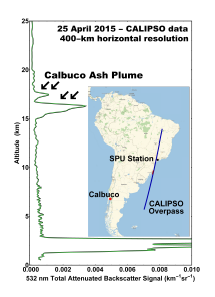 25 April 2015 – CALIPSO data
400–km horizontal resolution
Calbuco Ash Plume
SPU Station
Calbuco
CALIPSO
Overpass
Altitude (km)
25
20
15
10
5
0
0.000 0.002 0.004 0.006 0.008 0.010
532 nm Total Attenuated Backscatter Signal (km⁻¹sr⁻¹)